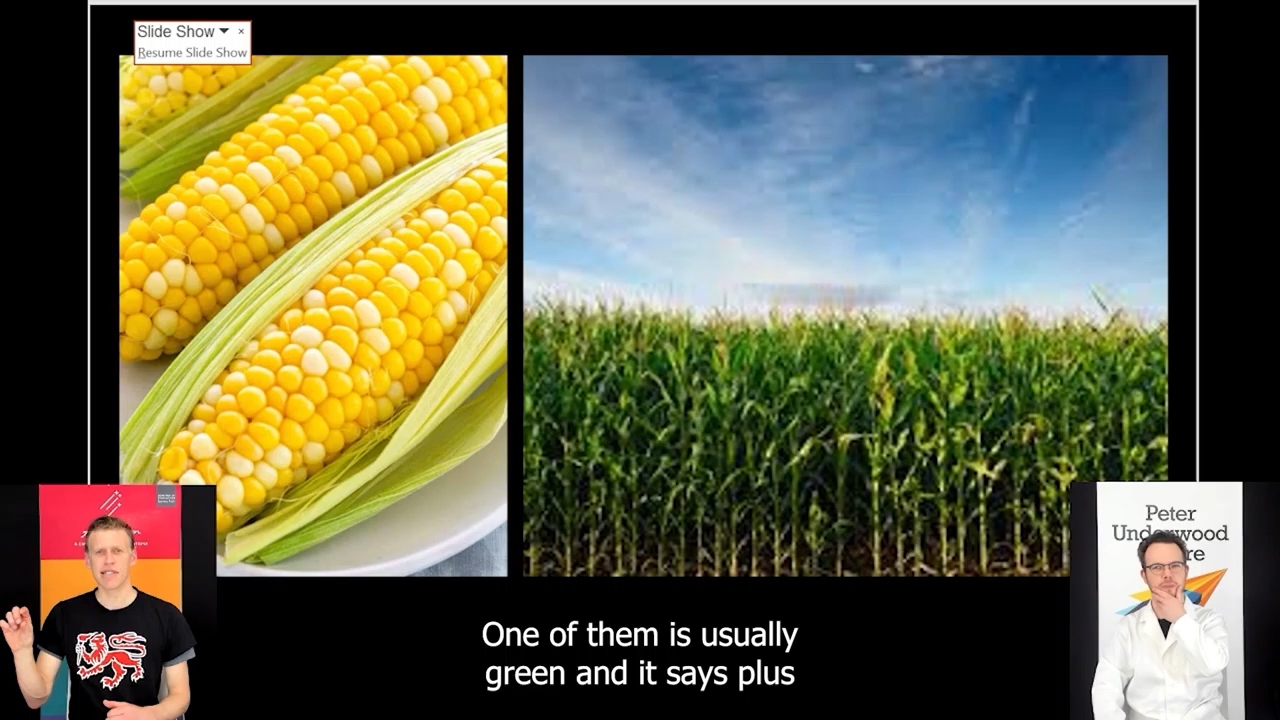 Slide Show
Resume Slide Show
Peter
Underwood
One of them is usually
green and it says plus